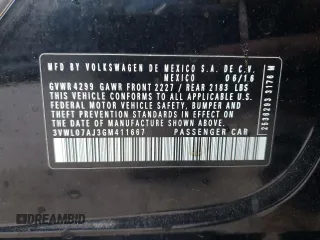 MFD. BY VOLKSWAGEN DE MEXICO S.A. DE C.V.
MEXICO 06/16
GVWR4299 GAWR FRONT 2227 / REAR 2183 LBS
THIS VEHICLE CONFORMS TO ALL APPLICABLE
FEDERAL MOTOR VEHICLE SAFETY, BUMPER AND
THEFT PREVENTION STANDARDS IN EFFECT ON
THE DATE OF MANUFACTURE SHOWN ABOVE.
3VWL07AJ3GM411667 PASSENGER CAR
DREAMBID